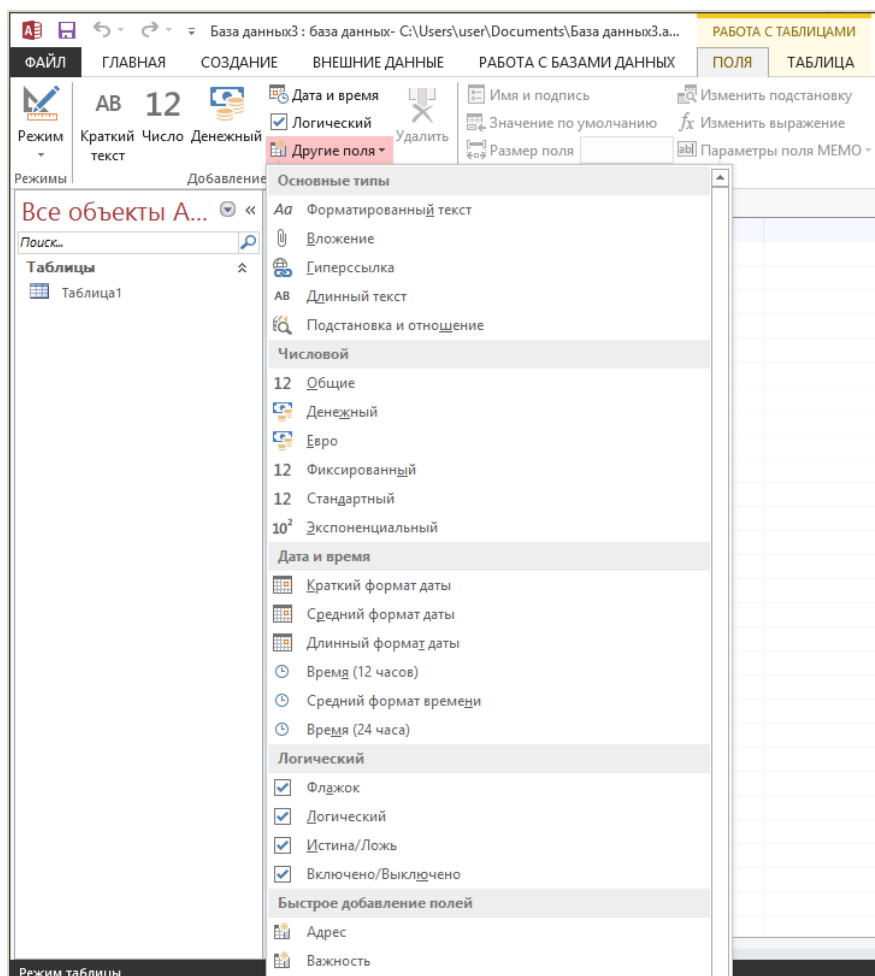 База данных3 : база данных- C:\Users\user\Documents\База данных3.a...
РАБОТА С ТАБЛИЦАМИ
ФАЙЛ ГЛАВНАЯ СОЗДАНИЕ ВНЕШНИЕ ДАННЫЕ РАБОТА С БАЗАМИ ДАННЫХ ПОЛЯ ТАБЛИЦА
Режим
AB
Краткий текст
12
Число
Денежный
Дата и время
Логический
Другие поля
Удалить
Имя и подпись
Значение по умолчанию
Размер поля
Изменить подстановку
fx Изменить выражение
ab Параметры поля МЕМО
Режимы
Добавление
Все объекты A... «
Поиск...
Таблицы
Таблица1
Основные типы
Aa Форматированный текст
Вложение
Гиперссылка
AB Длинный текст
Подстановка и отношение
Числовой
12 Общие
Денежный
Евро
12 Фиксированный
12 Стандартный
10² Экспоненциальный
Дата и время
Краткий формат даты
Средний формат даты
Длинный формат даты
Время (12 часов)
Средний формат времени
Время (24 часа)
Логический
Флажок
Логический
Истина/Ложь
Включено/Выключено
Быстрое добавление полей
Адрес
Важность
Режим таблицы